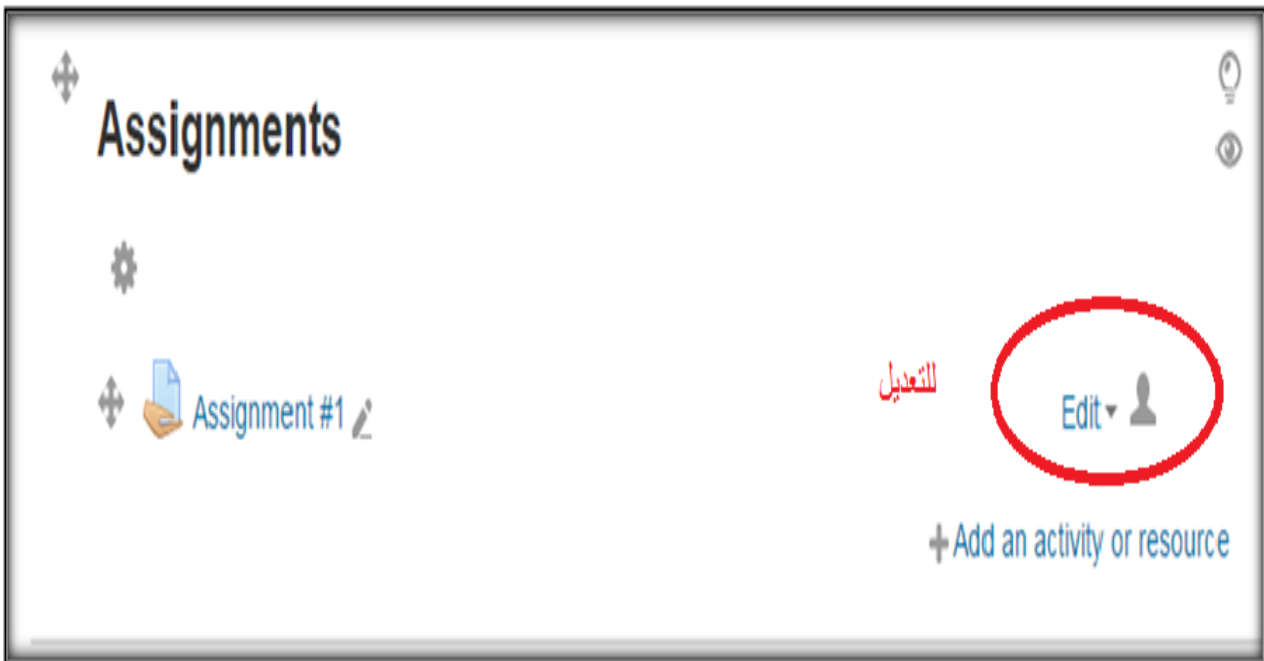 Assignments
للتعديل
Assignment #1
Edit
Add an activity or resource